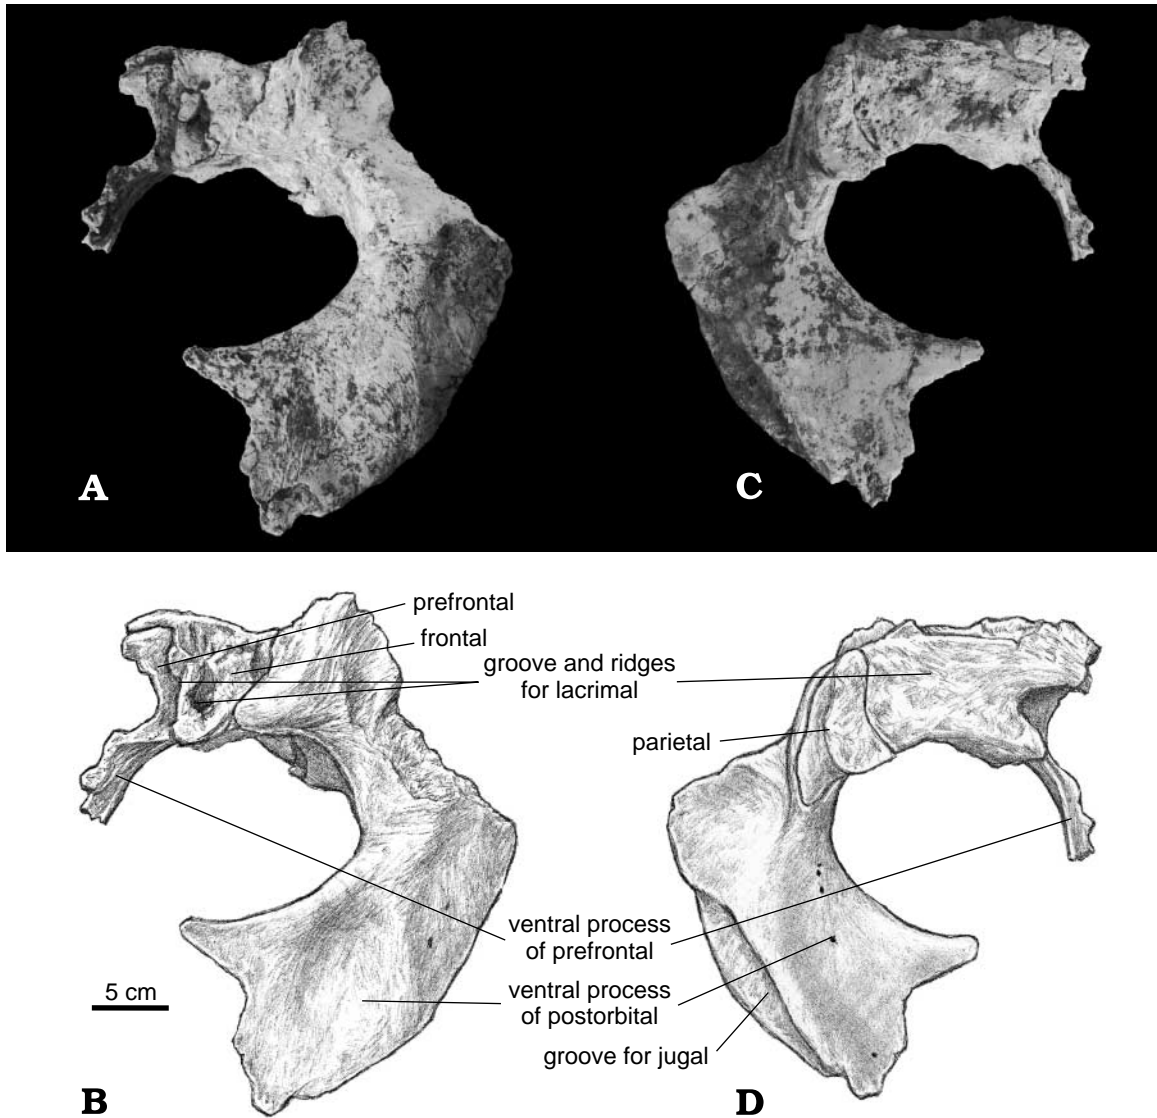 A
C
prefrontal
frontal
groove and ridges
for lacrimal
parietal
ventral process
of prefrontal
5 cm
ventral process
of postorbital
groove for jugal
B
D